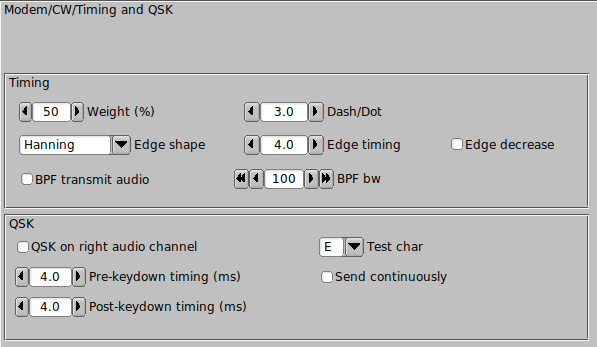 Modem/CW/Timing and QSK
Timing
50 Weight (%) 3.0 Dash/Dot
Hanning Edge shape 4.0 Edge timing Edge decrease
BPF transmit audio 100 BPF bw
QSK
QSK on right audio channel E Test char
4.0 Pre-keydown timing (ms) Send continuously
4.0 Post-keydown timing (ms)